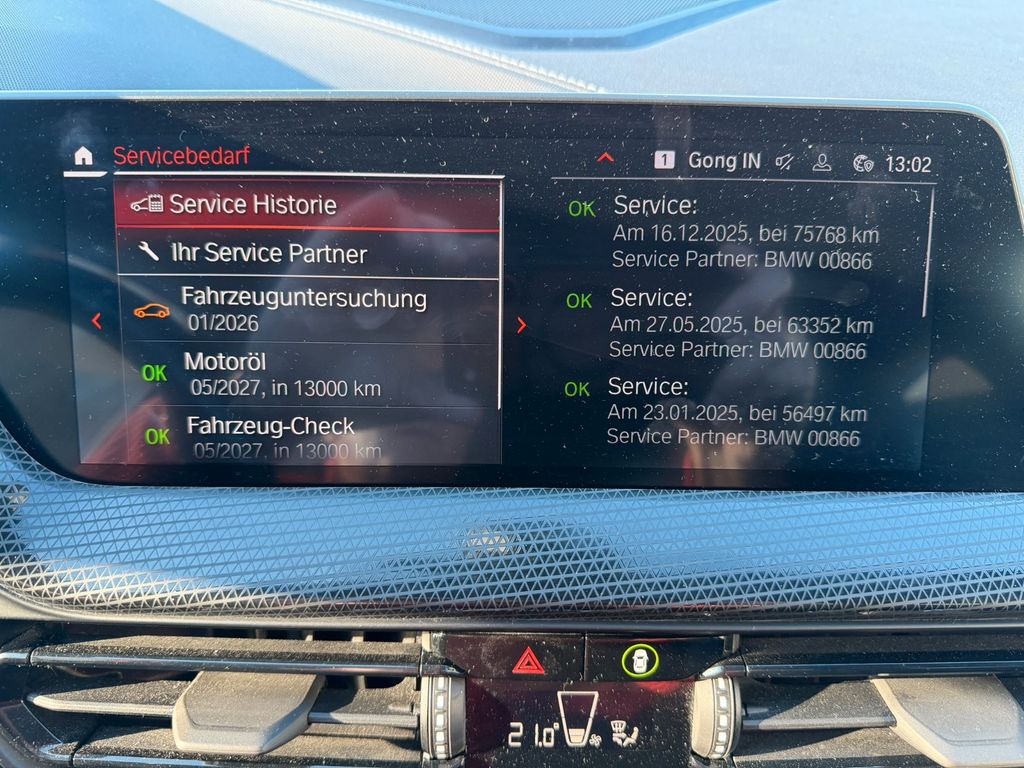 Servicebedarf
1 Gong IN 13:02
Service Historie
Ihr Service Partner
Fahrzeuguntersuchung
01/2026
OK Motoröl
05/2027, in 13000 km
OK Fahrzeug-Check
05/2027, in 13000 km
OK Service:
Am 16.12.2025, bei 75768 km
Service Partner: BMW 00866
OK Service:
Am 27.05.2025, bei 63352 km
Service Partner: BMW 00866
OK Service:
Am 23.01.2025, bei 56497 km
Service Partner: BMW 00866
21.0°